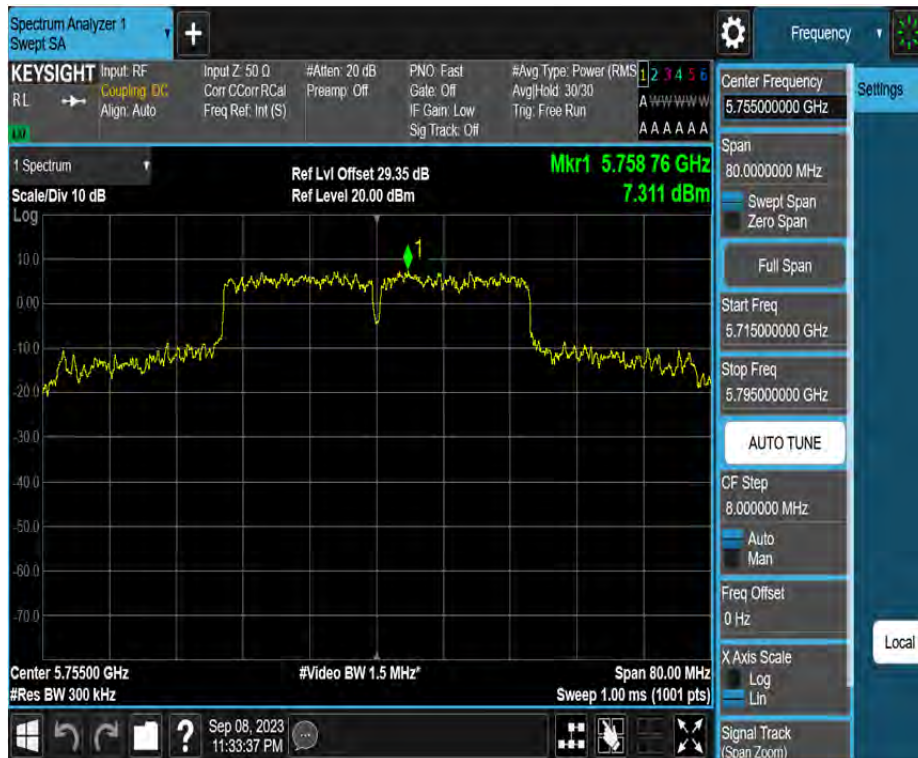 Spectrum Analyzer 1
Swept SA
+
Frequency
KEYSIGHT
RL
Input: RF
Coupling: DC
Align: Auto
Input Z: 50 Ω
Corr CCorr RCal
Freq Ref: Int (S)
#Atten: 20 dB
Preamp: Off
PNO: Fast
Gate: Off
IF Gain: Low
Sig Track: Off
#Avg Type: Power (RMS
Avg|Hold: 30/30
Trig: Free Run
1 2 3 4 5 6
A W W W W W
A A A A A A
1 Spectrum
Scale/Div 10 dB
Log
Ref Lvl Offset 29.35 dB
Ref Level 20.00 dBm
Mkr1 5.758 76 GHz
7.311 dBm
1
10.0
0.00
-10.0
-20.0
-30.0
-40.0
-50.0
-60.0
-70.0
Center 5.75500 GHz
#Res BW 300 kHz
#Video BW 1.5 MHz*
Span 80.00 MHz
Sweep 1.00 ms (1001 pts)
?
Sep 08, 2023
11:33:37 PM
Center Frequency
5.755000000 GHz
Settings
Span
80.0000000 MHz
Swept Span
Zero Span
Full Span
Start Freq
5.715000000 GHz
Stop Freq
5.795000000 GHz
AUTO TUNE
CF Step
8.000000 MHz
Auto
Man
Freq Offset
0 Hz
Local
X Axis Scale
Log
Lin
Signal Track
(Span Zoom)